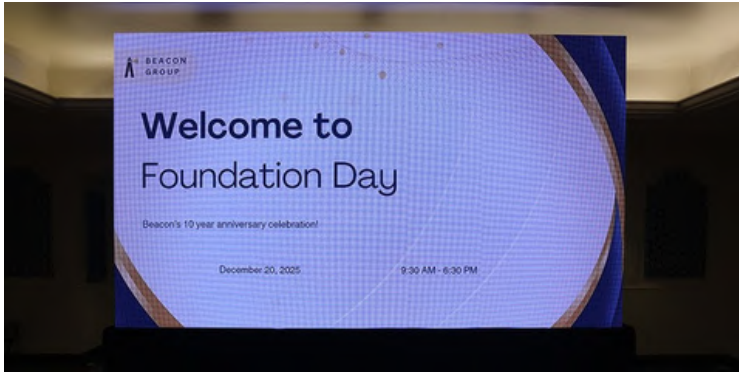 BEACON
GROUP
Welcome to
Foundation Day
Beacon's 10 year anniversary celebration!
December 20, 2025
9:30 AM - 6:30 PM